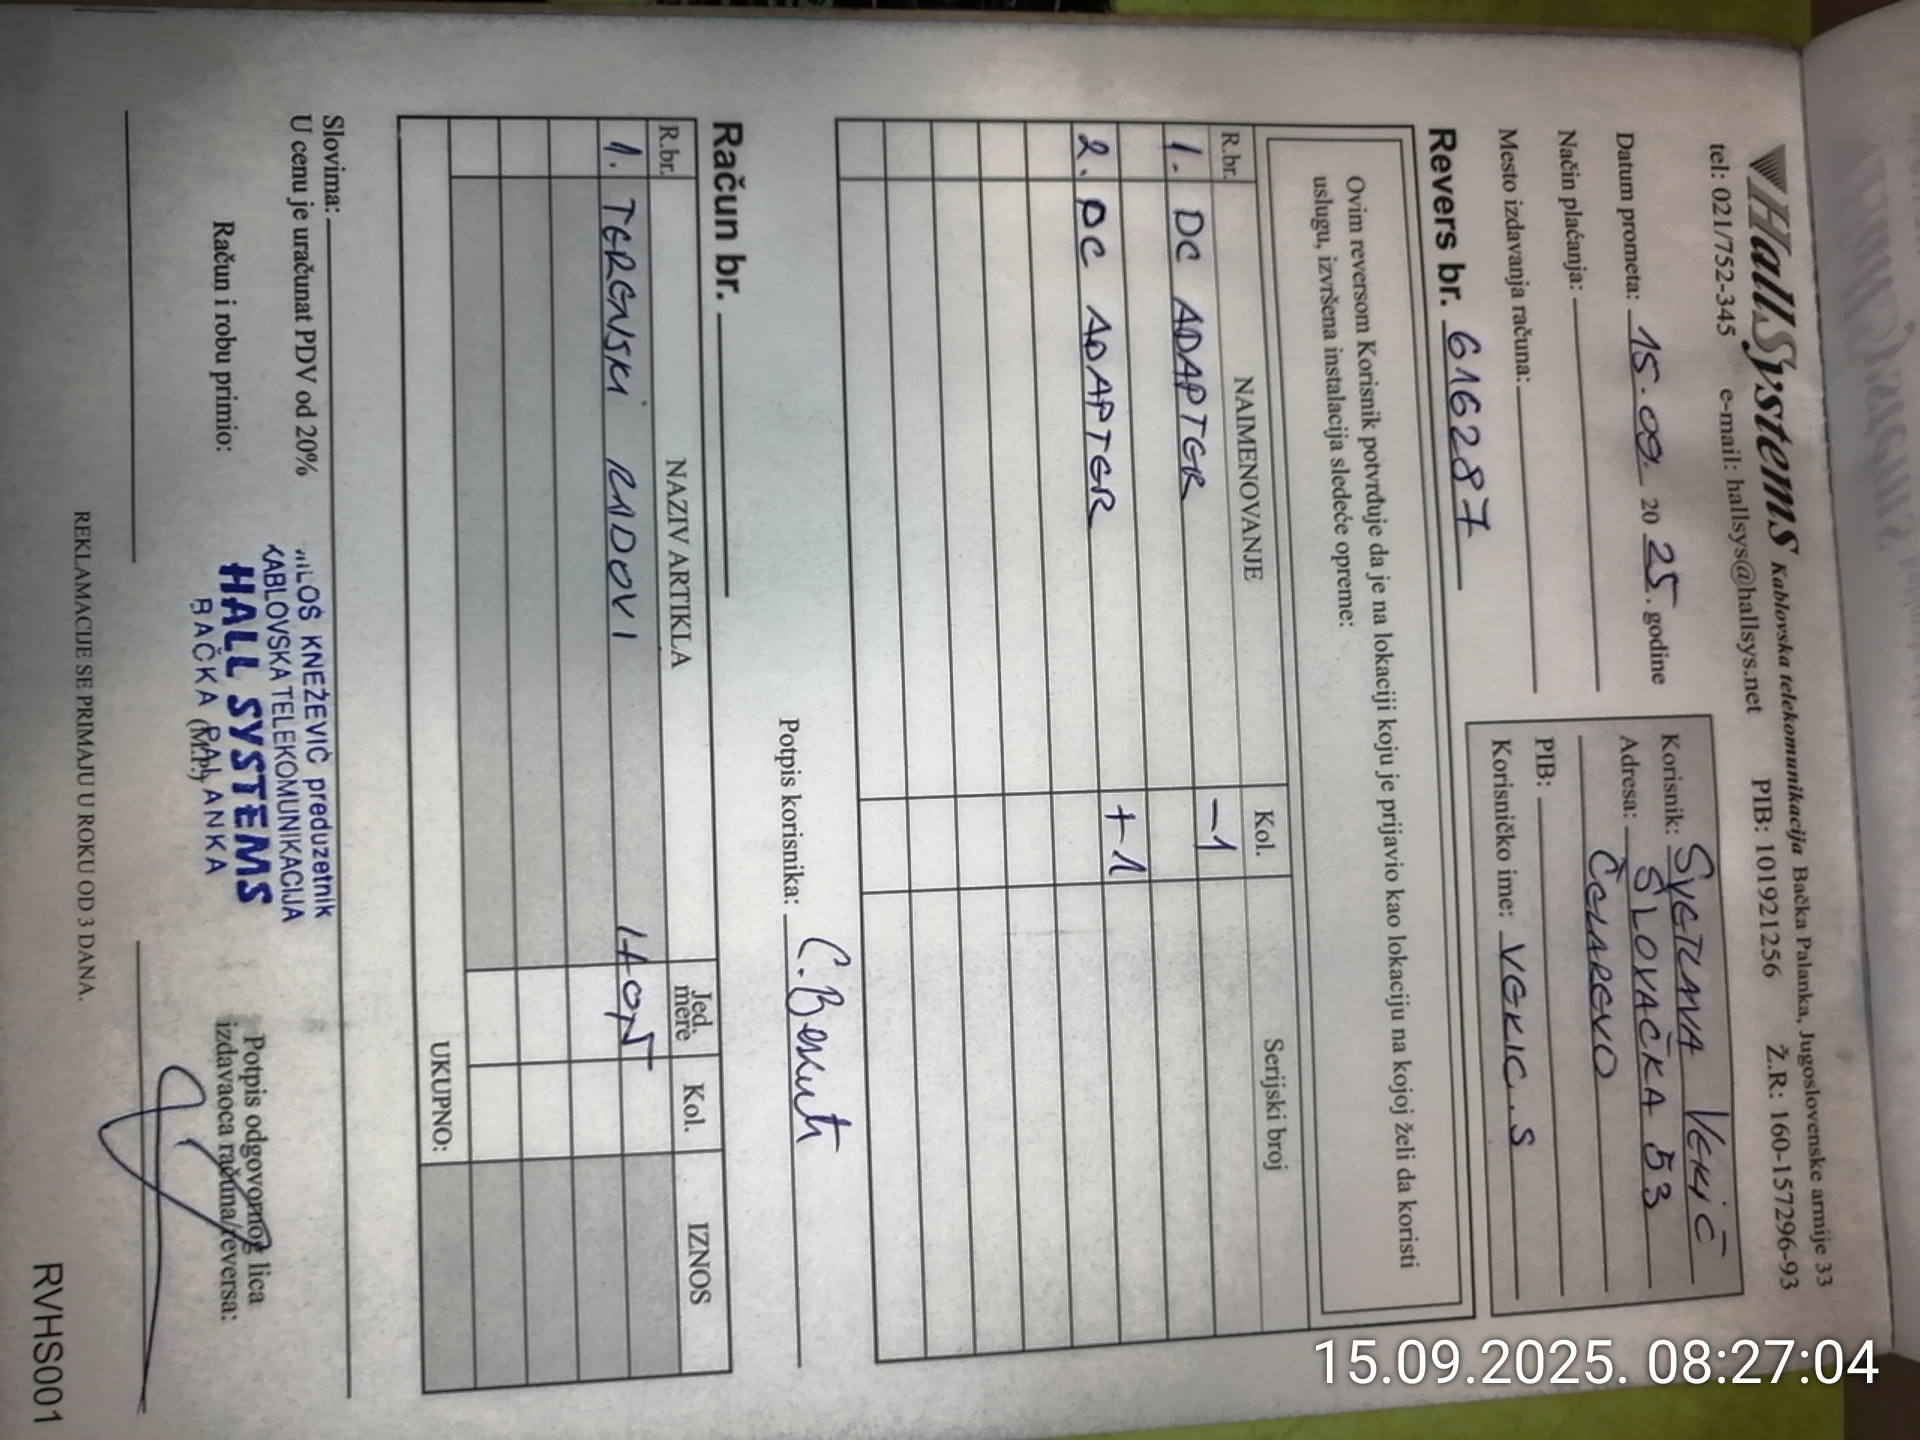 HallSystems Kablovska telekomunikacija Bačka Palanka, Jugoslovenske armije 33
tel: 021/752-345 e-mail: hallsys@hallsys.net PIB: 101921256 Ž.R.: 160-157296-93
Datum prometa: 15.09. 2025. godine
Način plaćanja:
Mesto izdavanja računa:
Korisnik: SVETLANA VEKIĆ
Adresa: SLOVAČKA 53
ČELAREVO
PIB:
Korisničko ime: VEKIC.S
Revers br. 616287
Ovim reversom Korisnik potvrđuje da je na lokaciji koju je prijavio kao lokaciju na kojoj želi da koristi
uslugu, izvršena instalacija sledeće opreme:
R.br. NAIMENOVANJE Kol. Serijski broj
1. DC ADAPTER -1
2. DC ADAPTER +1
Potpis korisnika:
Račun br.
R.br. NAZIV ARTIKLA Jed. mere Kol. IZNOS
1. TERENSKI RADOVI
UKUPNO:
Slovima:
U cenu je uračunat PDV od 20%
Račun i robu primio:
MILOŠ KNEŽEVIĆ preduzetnik
KABLOVSKA TELEKOMUNIKACIJA
HALL SYSTEMS
BAČKA PALANKA
(M.P.)
Potpis odgovornog lica
izdavaoca računa/reversa:
REKLAMACIJE SE PRIMAJU U ROKU OD 3 DANA.
RVHS001
15.09.2025. 08:27:04